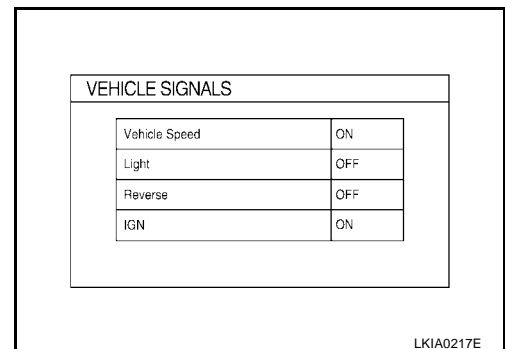 VEHICLE SIGNALS
Vehicle Speed ON
Light OFF
Reverse OFF
IGN ON
LKIA0217E